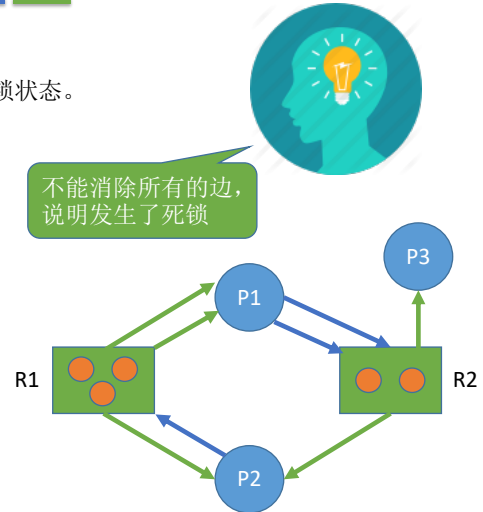 锁状态。
不能消除所有的边，
说明发生了死锁
P3
P1
R1
R2
P2